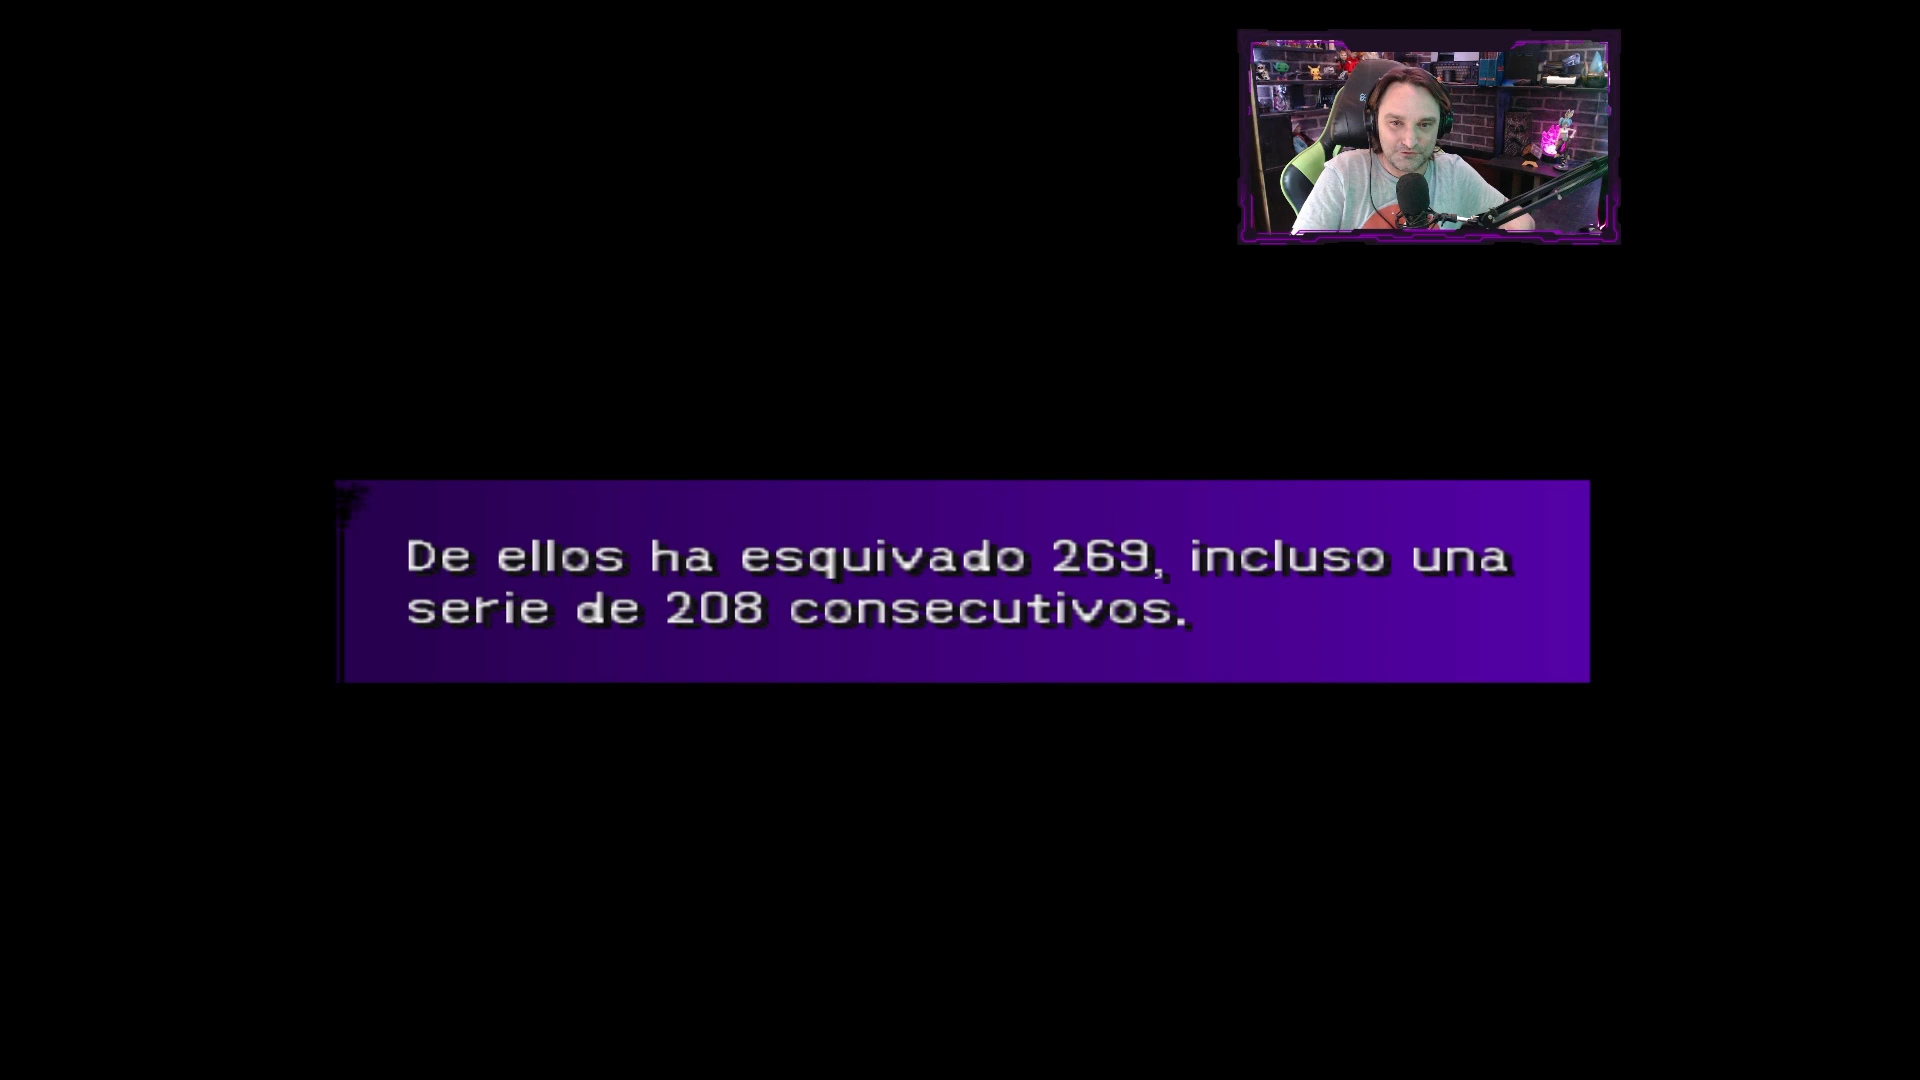 De ellos ha esquivado 269, incluso una
serie de 208 consecutivos.